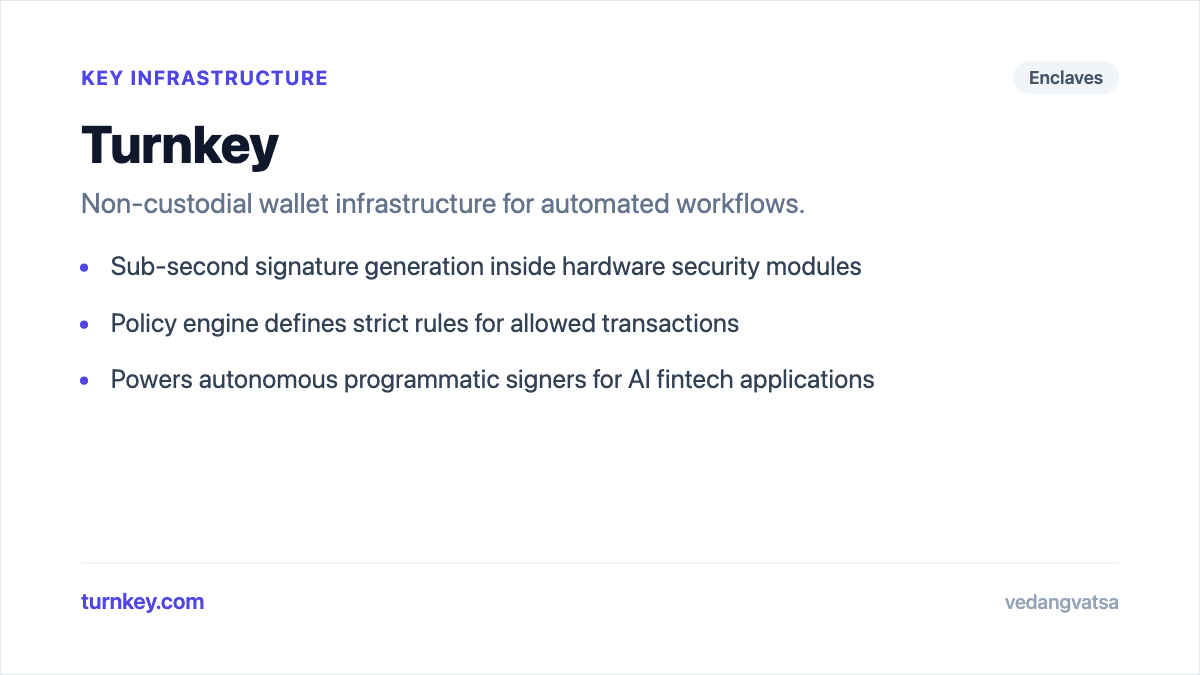 KEY INFRASTRUCTURE
Enclaves
Turnkey
Non-custodial wallet infrastructure for automated workflows.
• Sub-second signature generation inside hardware security modules
• Policy engine defines strict rules for allowed transactions
• Powers autonomous programmatic signers for AI fintech applications
turnkey.com
vedangvatsa